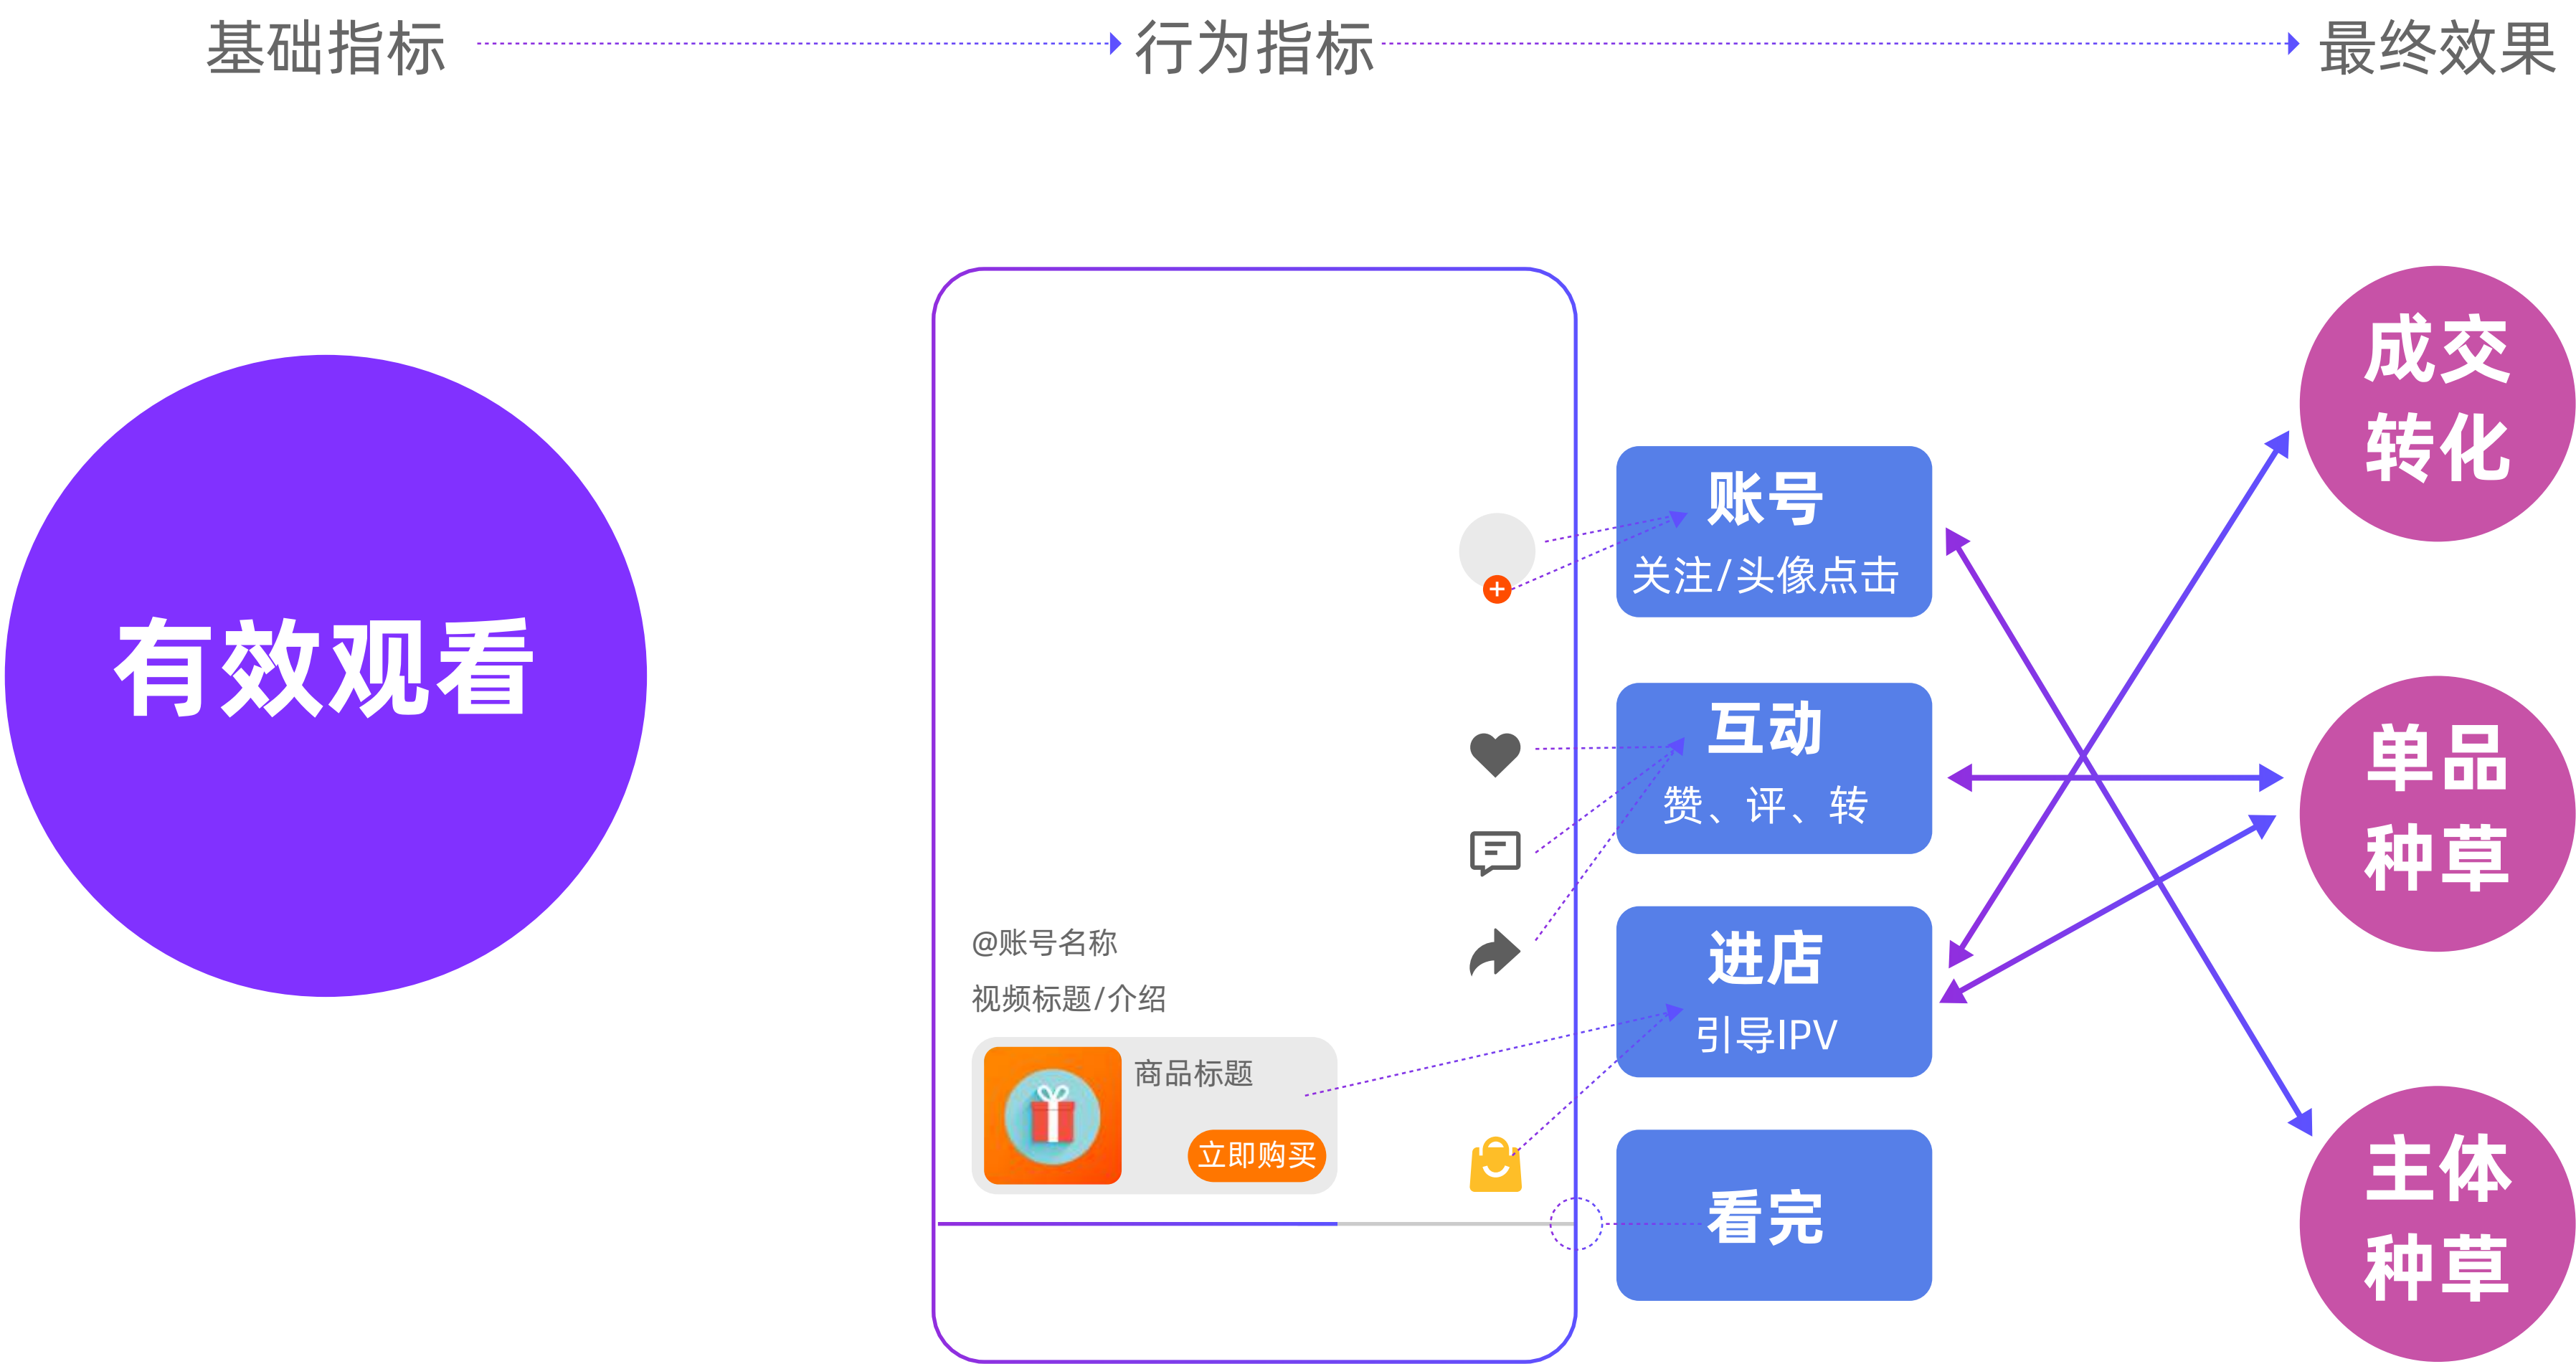 基础指标
行为指标
最终效果
有效观看
@账号名称
视频标题/介绍
商品标题
立即购买
账号
关注/头像点击
互动
赞、评、转
进店
引导IPV
看完
成交
转化
单品
种草
主体
种草